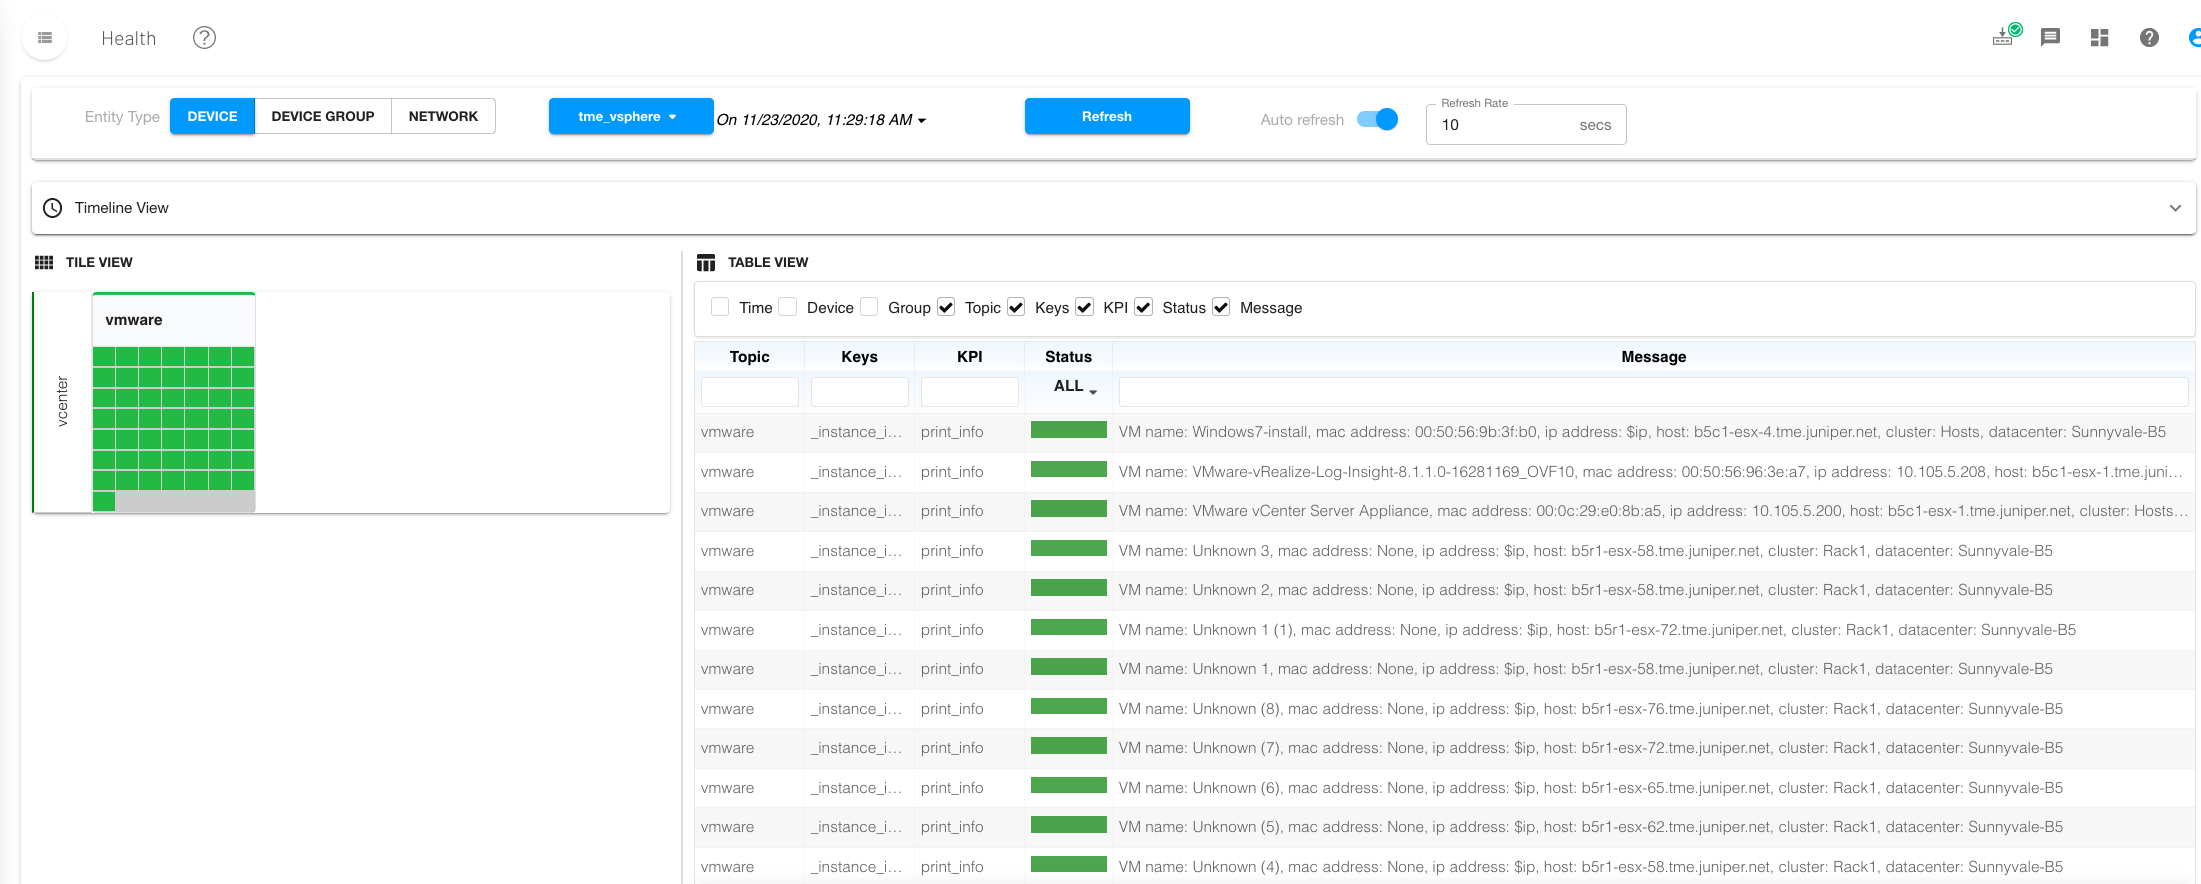 Health
Entity Type DEVICE DEVICE GROUP NETWORK tme_vsphere On 11/23/2020, 11:29:18 AM Refresh Auto refresh Refresh Rate 10 secs
Timeline View
TILE VIEW
vcenter
vmware
TABLE VIEW
Time Device Group Topic Keys KPI Status Message
Topic Keys KPI Status Message
ALL
vmware _instance_i... print_info VM name: Windows7-install, mac address: 00:50:56:9b:3f:b0, ip address: $ip, host: b5c1-esx-4.tme.juniper.net, cluster: Hosts, datacenter: Sunnyvale-B5
vmware _instance_i... print_info VM name: VMware-vRealize-Log-Insight-8.1.1.0-16281169_OVF10, mac address: 00:50:56:96:3e:a7, ip address: 10.105.5.208, host: b5c1-esx-1.tme.juni...
vmware _instance_i... print_info VM name: VMware vCenter Server Appliance, mac address: 00:0c:29:e0:8b:a5, ip address: 10.105.5.200, host: b5c1-esx-1.tme.juniper.net, cluster: Hosts...
vmware _instance_i... print_info VM name: Unknown 3, mac address: None, ip address: $ip, host: b5r1-esx-58.tme.juniper.net, cluster: Rack1, datacenter: Sunnyvale-B5
vmware _instance_i... print_info VM name: Unknown 2, mac address: None, ip address: $ip, host: b5r1-esx-58.tme.juniper.net, cluster: Rack1, datacenter: Sunnyvale-B5
vmware _instance_i... print_info VM name: Unknown 1 (1), mac address: None, ip address: $ip, host: b5r1-esx-72.tme.juniper.net, cluster: Rack1, datacenter: Sunnyvale-B5
vmware _instance_i... print_info VM name: Unknown 1, mac address: None, ip address: $ip, host: b5r1-esx-58.tme.juniper.net, cluster: Rack1, datacenter: Sunnyvale-B5
vmware _instance_i... print_info VM name: Unknown (8), mac address: None, ip address: $ip, host: b5r1-esx-76.tme.juniper.net, cluster: Rack1, datacenter: Sunnyvale-B5
vmware _instance_i... print_info VM name: Unknown (7), mac address: None, ip address: $ip, host: b5r1-esx-72.tme.juniper.net, cluster: Rack1, datacenter: Sunnyvale-B5
vmware _instance_i... print_info VM name: Unknown (6), mac address: None, ip address: $ip, host: b5r1-esx-65.tme.juniper.net, cluster: Rack1, datacenter: Sunnyvale-B5
vmware _instance_i... print_info VM name: Unknown (5), mac address: None, ip address: $ip, host: b5r1-esx-62.tme.juniper.net, cluster: Rack1, datacenter: Sunnyvale-B5
vmware _instance_i... print_info VM name: Unknown (4), mac address: None, ip address: $ip, host: b5r1-esx-58.tme.juniper.net, cluster: Rack1, datacenter: Sunnyvale-B5